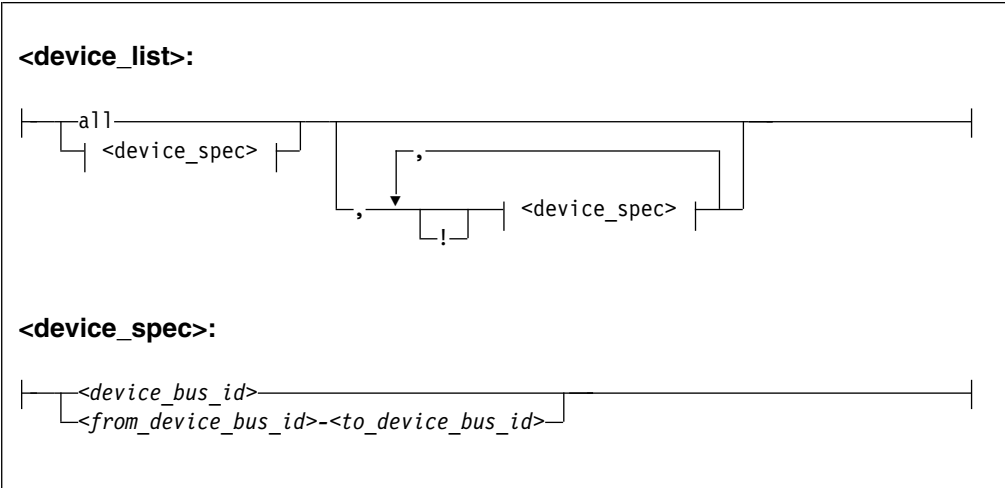 <device_list>:
all
<device_spec>
,
, <device_spec>
!
<device_spec>:
<device_bus_id>
<from_device_bus_id>-<to_device_bus_id>